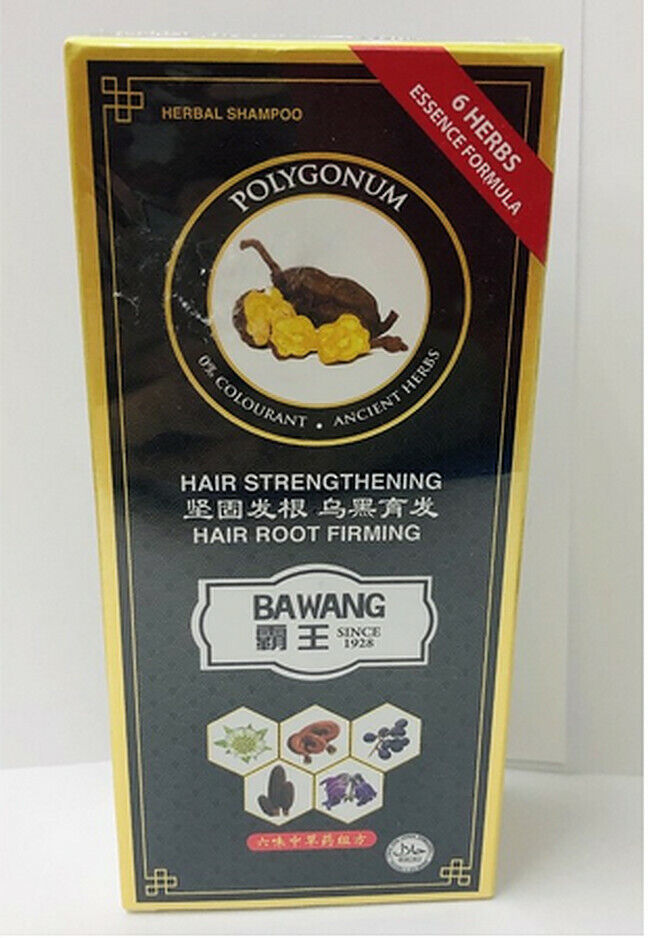 HERBAL SHAMPOO
6 HERBS
ESSENCE FORMULA
POLYGONUM
0% COLOURANT • ANCIENT HERBS
HAIR STRENGTHENING
坚固发根 乌黑育发
HAIR ROOT FIRMING
BAWANG
霸王 SINCE
1928
六味中草药组方
حلال